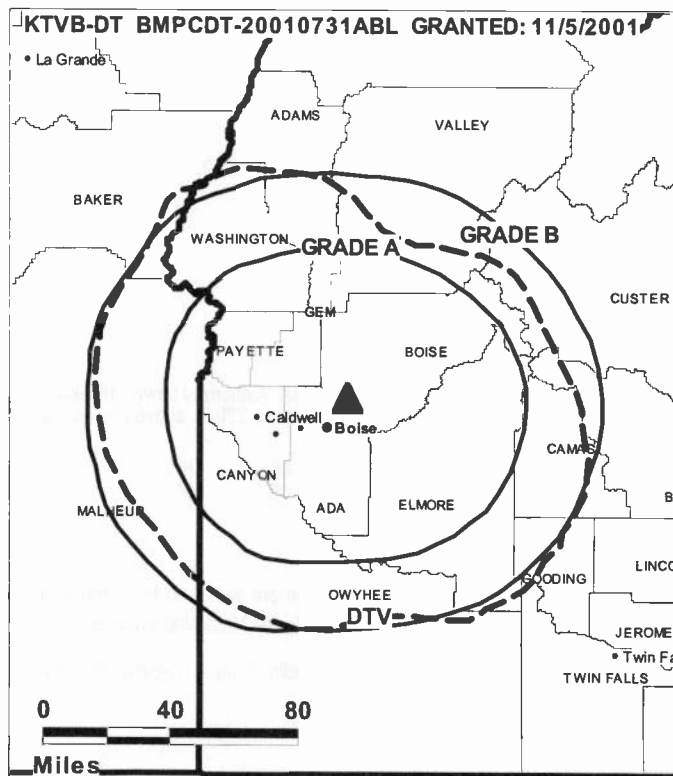 KTVB-DT BMPCDT-20010731ABL GRANTED: 11/5/2001
La Grande
ADAMS
VALLEY
BAKER
WASHINGTON
GRADE A
GRADE B
CUSTER
GEM
PAYETTE
BOISE
Caldwell
Boise
CAMAS
CANYON
MALHEUR
ADA
ELMORE
GOODING
LINCO
OWYHEE
DTV
JEROME
Twin Fa
TWIN FALLS
0 40 80
Miles